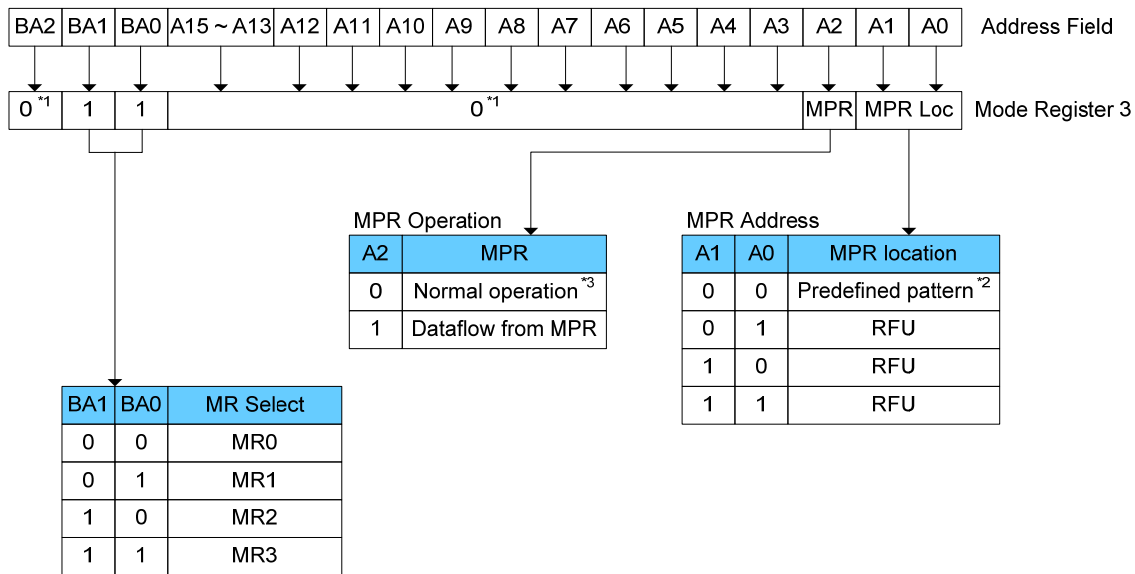 BA2 BA1 BA0 A15 ~ A13 A12 A11 A10 A9 A8 A7 A6 A5 A4 A3 A2 A1 A0 Address Field
0*1 1 1 0*1 MPR MPR Loc Mode Register 3
MPR Operation
A2 MPR
0 Normal operation*3
1 Dataflow from MPR
MPR Address
A1 A0 MPR location
0 0 Predefined pattern*2
0 1 RFU
1 0 RFU
1 1 RFU
BA1 BA0 MR Select
0 0 MR0
0 1 MR1
1 0 MR2
1 1 MR3